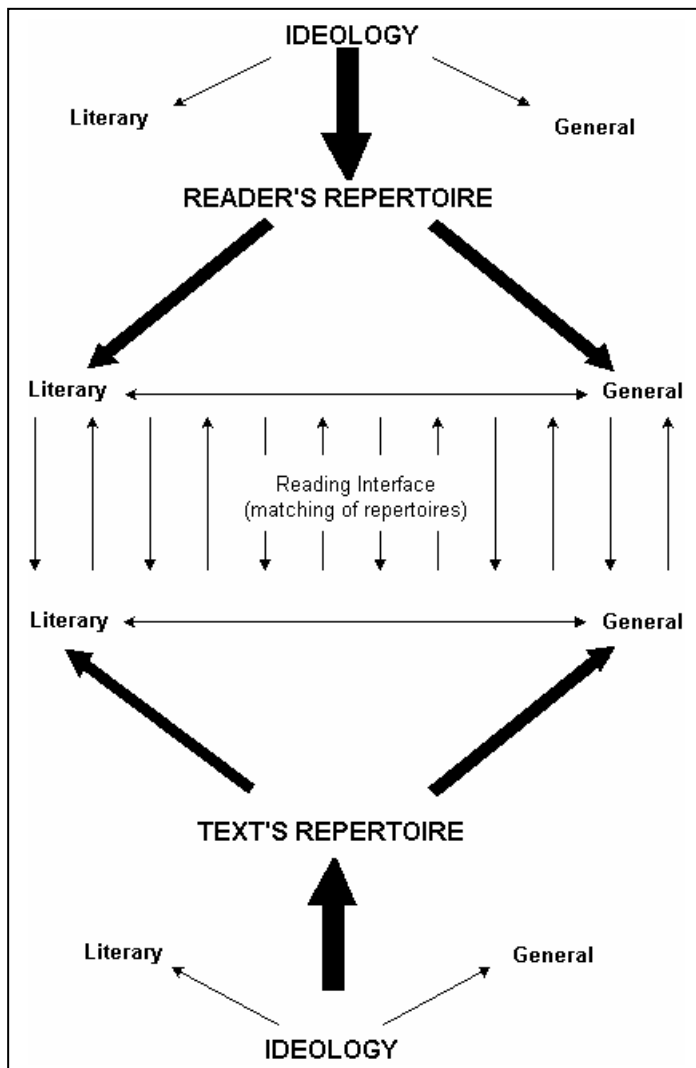 IDEOLOGY
Literary
General
READER'S REPERTOIRE
Literary
General
Reading Interface
(matching of repertoires)
Literary
General
TEXT'S REPERTOIRE
Literary
General
IDEOLOGY